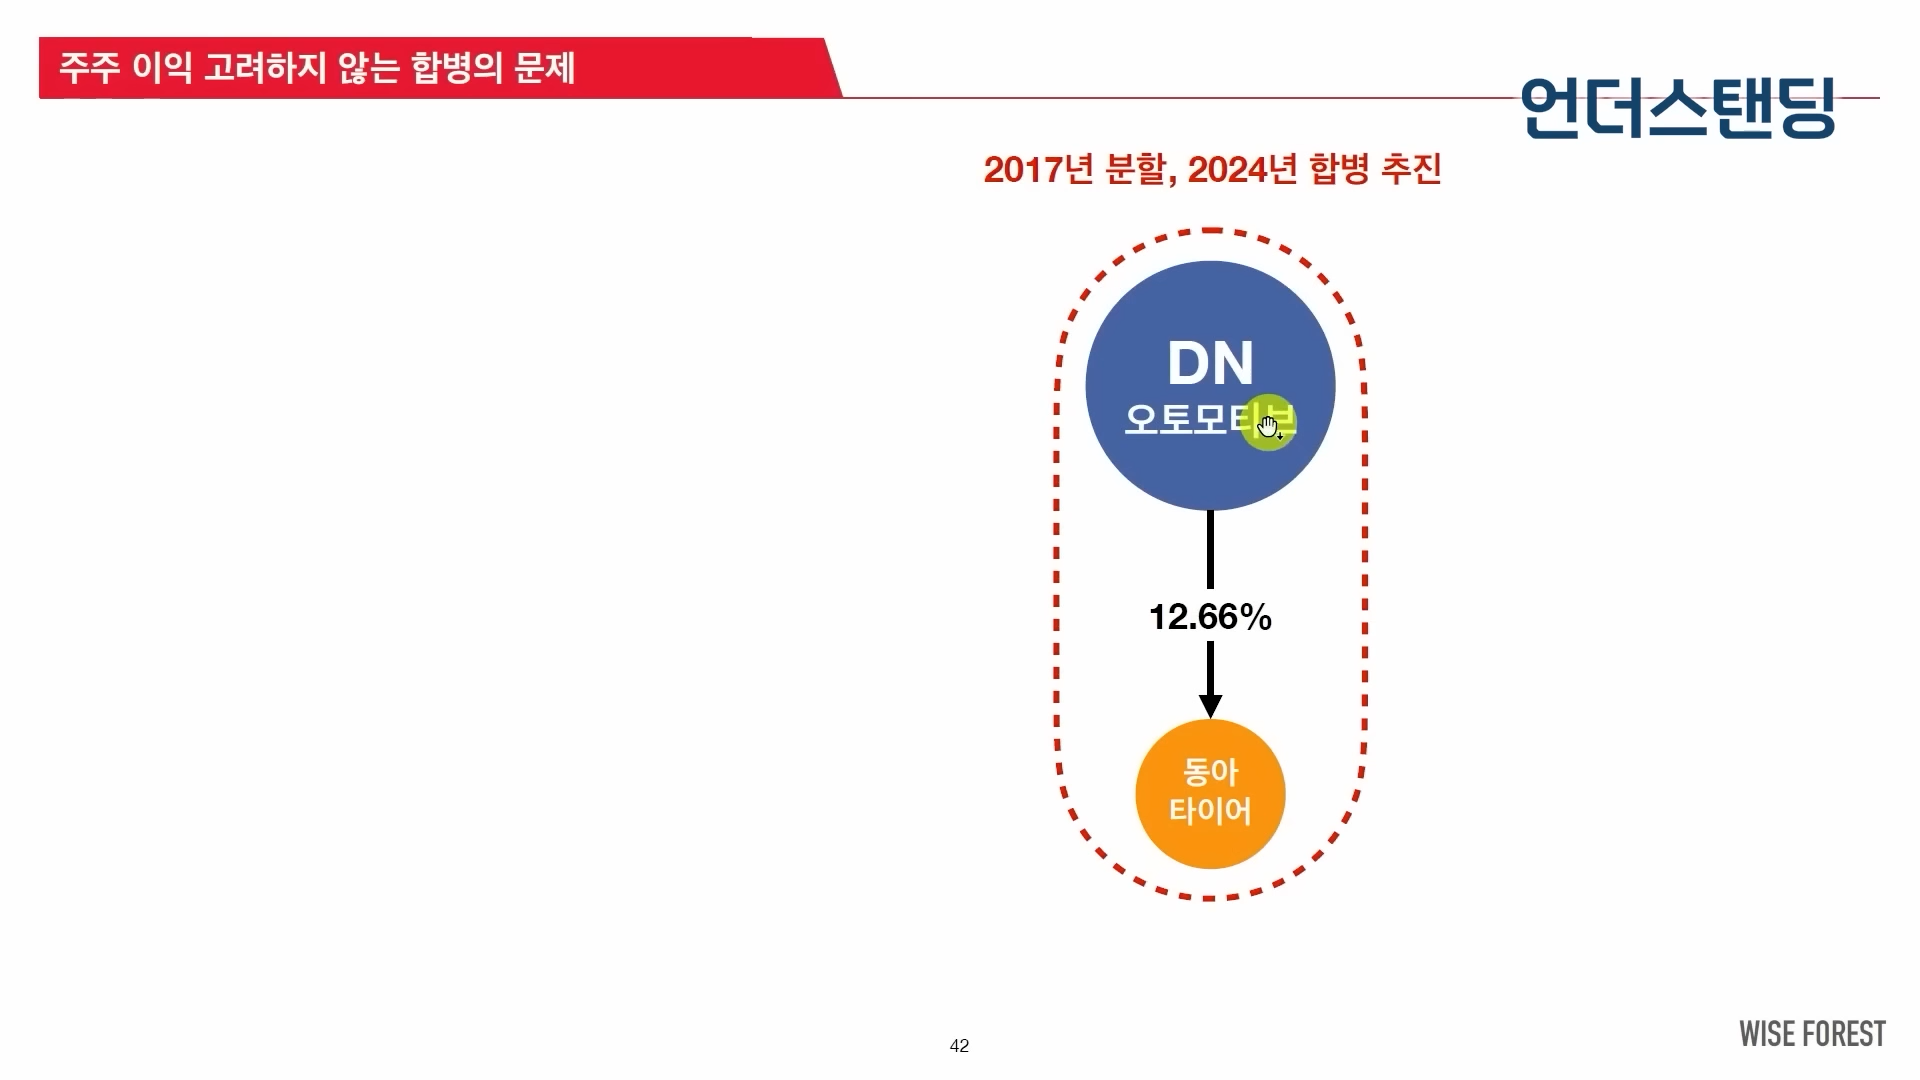 주주 이익 고려하지 않는 합병의 문제
언더스탠딩
2017년 분할, 2024년 합병 추진
DN
오토모티브
12.66%
동아
타이어
42
WISE FOREST